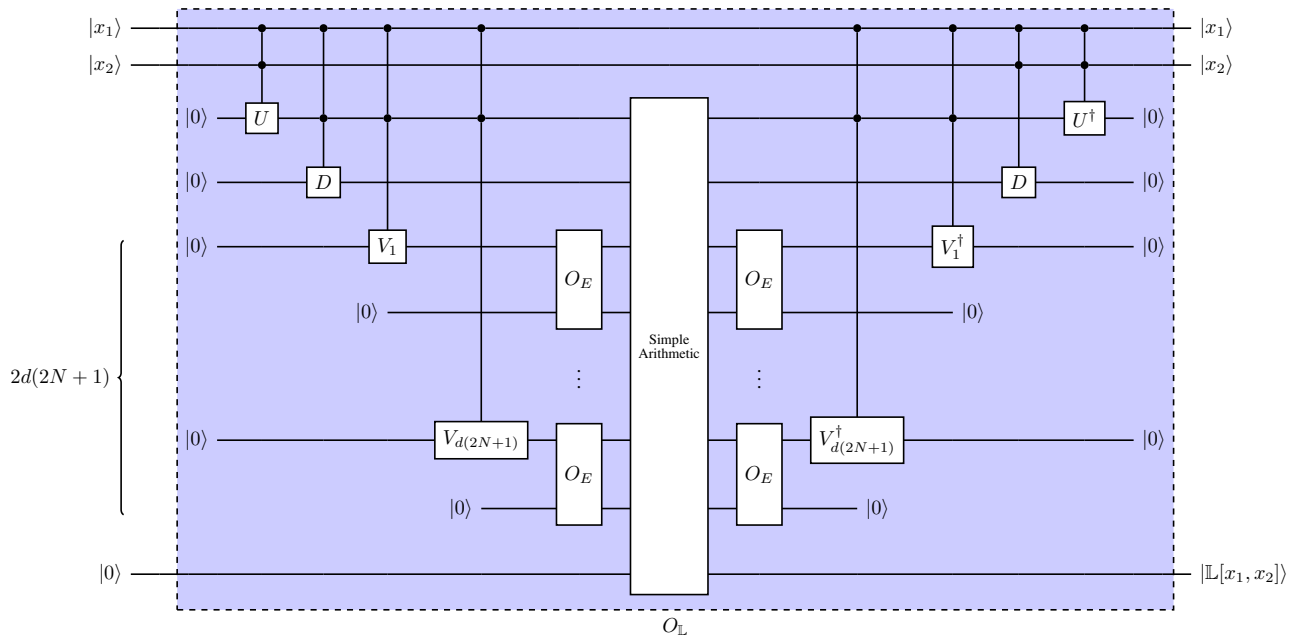 |x₁⟩ |x₁⟩
|x₂⟩ |x₂⟩
|0⟩ U U† |0⟩
|0⟩ D D |0⟩
|0⟩ V₁ O_E O_E V₁† |0⟩
|0⟩ |0⟩
Simple
Arithmetic
2d(2N + 1) ⋮ ⋮
|0⟩ V_{d(2N+1)} O_E O_E V†_{d(2N+1)} |0⟩
|0⟩ |0⟩
|0⟩ |𝕃[x₁, x₂]⟩
O_𝕃